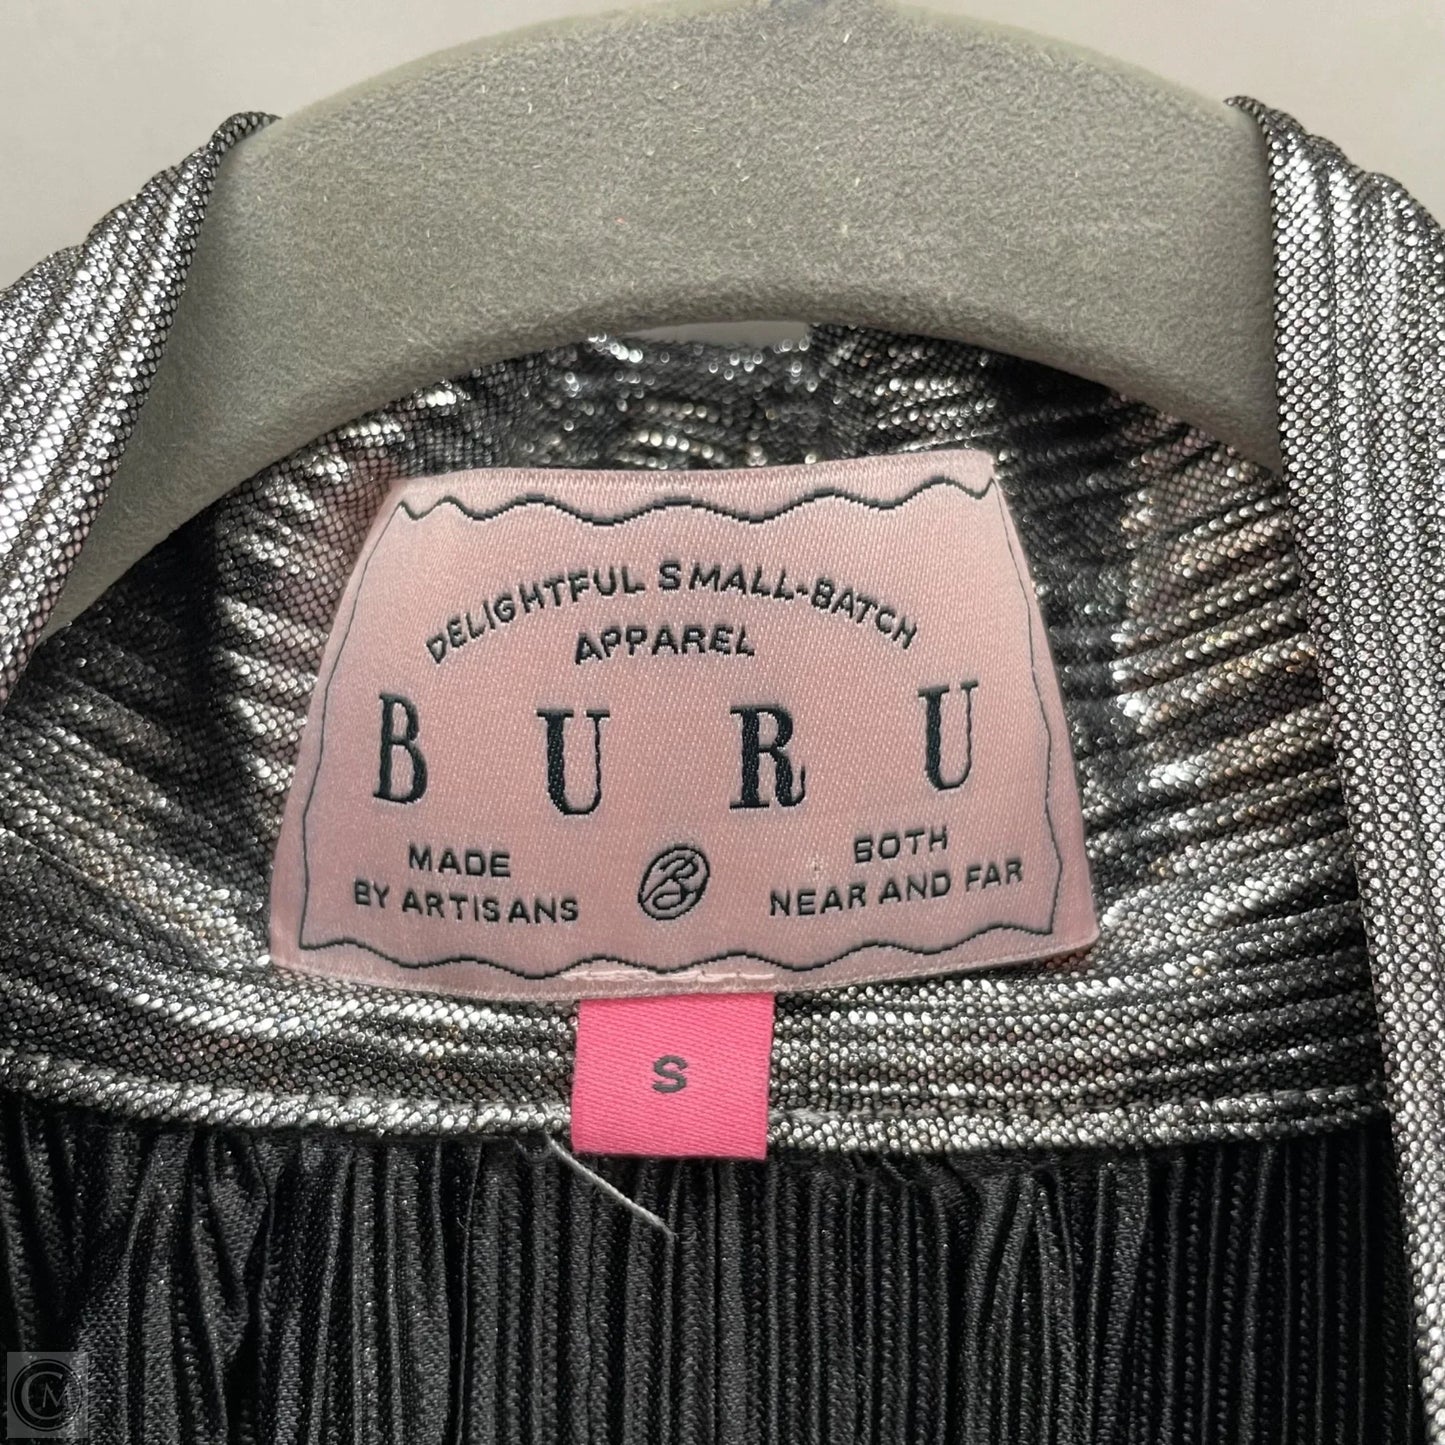 DELIGHTFUL SMALL-BATCH
APPAREL
BURU
MADE
BY ARTISANS
BOTH
NEAR AND FAR
S